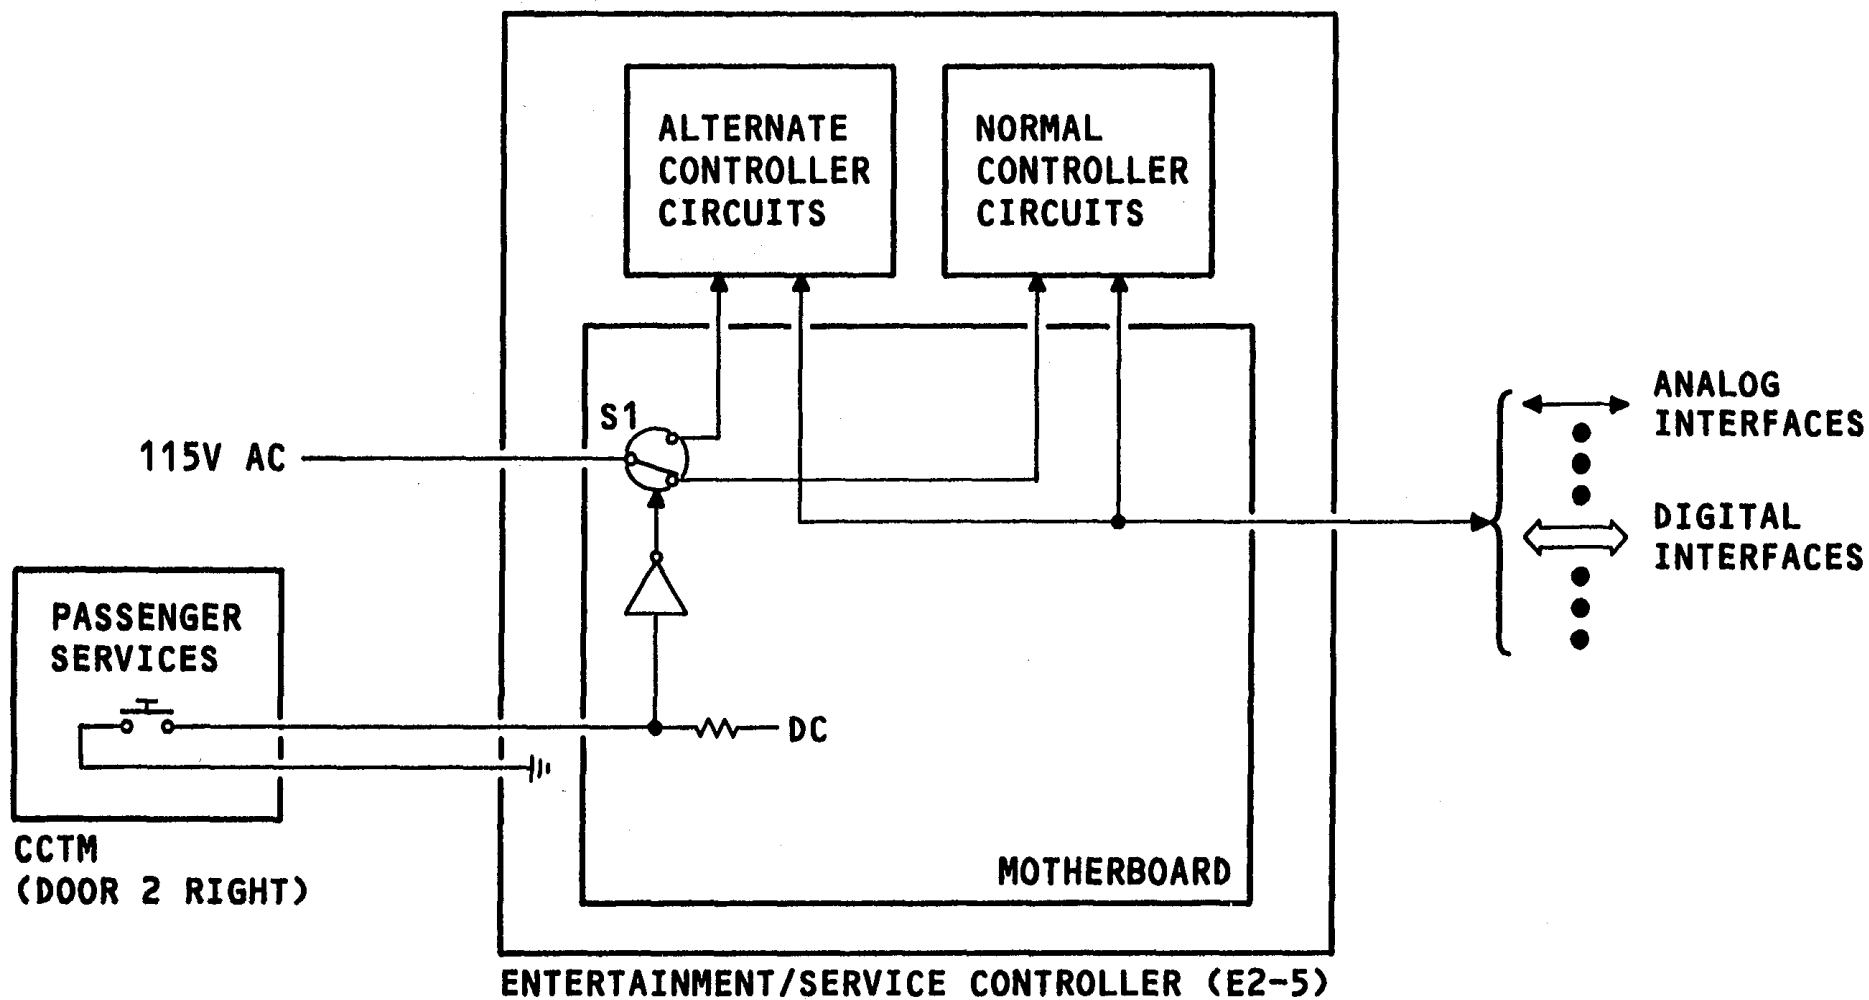 ALTERNATE
CONTROLLER
CIRCUITS
NORMAL
CONTROLLER
CIRCUITS
S1
115V AC
ANALOG
INTERFACES
DIGITAL
INTERFACES
PASSENGER
SERVICES
DC
CCTM
(DOOR 2 RIGHT)
MOTHERBOARD
ENTERTAINMENT/SERVICE CONTROLLER (E2-5)